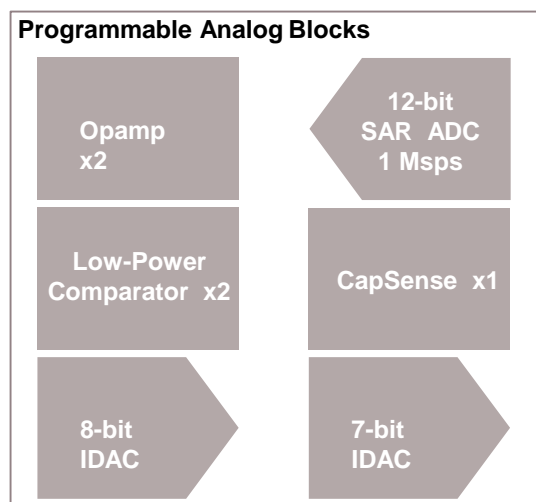 Programmable Analog Blocks
Opamp
x2
12-bit
SAR ADC
1 Msps
Low-Power
Comparator x2
CapSense x1
8-bit
IDAC
7-bit
IDAC